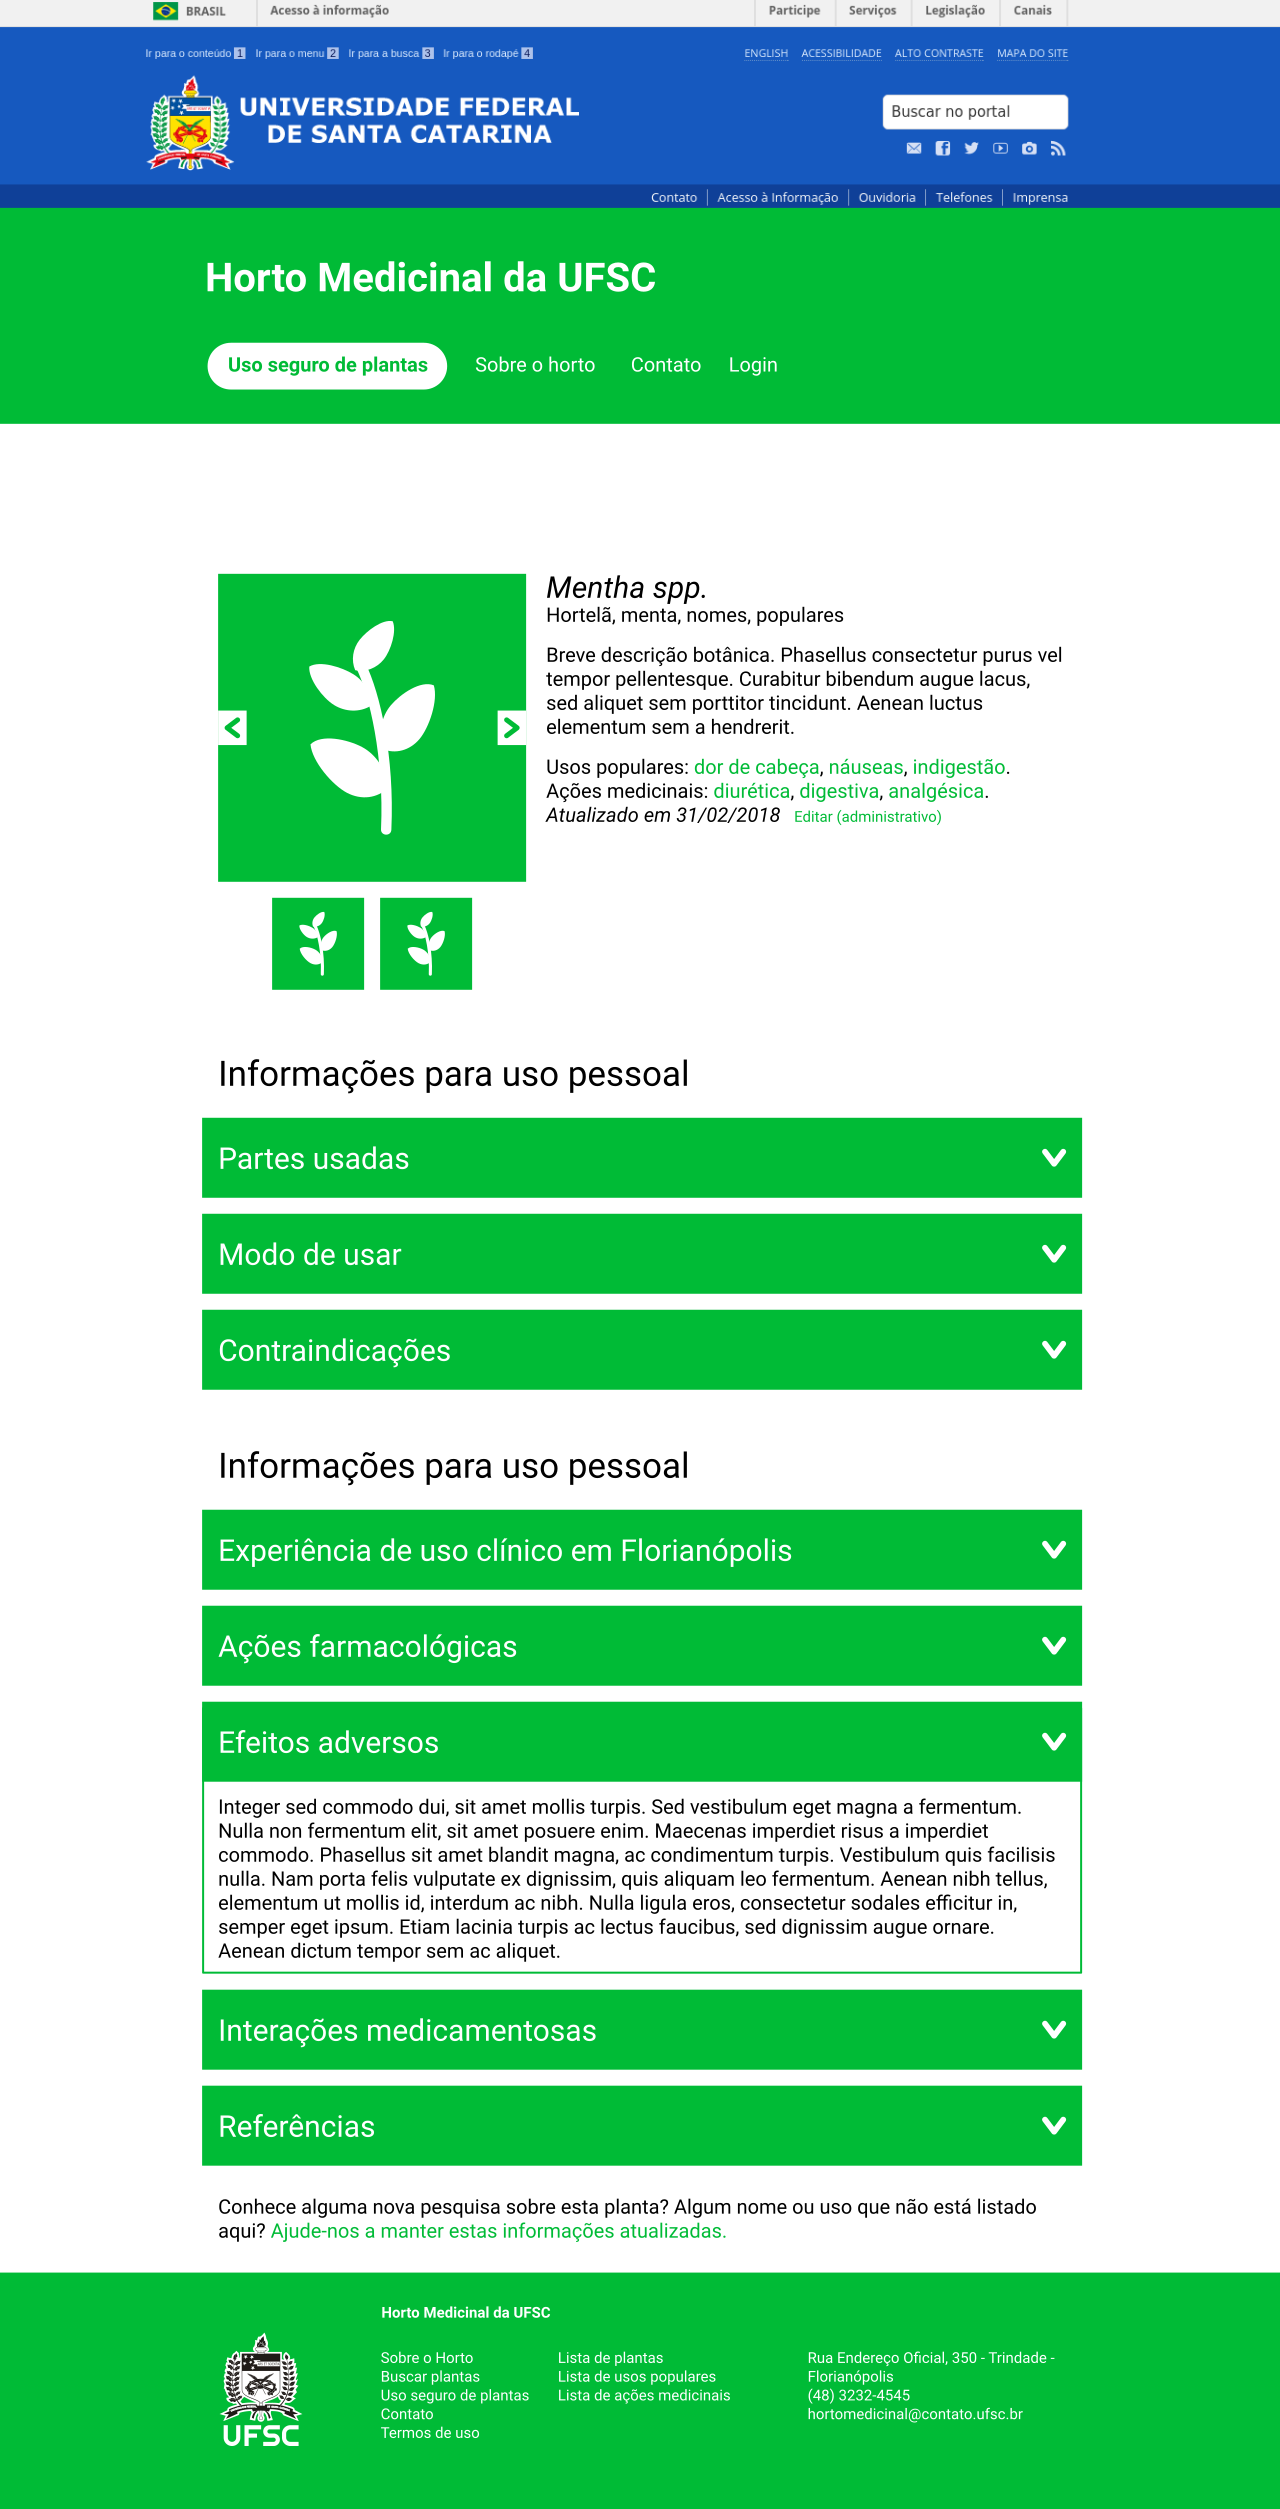 BRASIL Acesso à informação Participe Serviços Legislação Canais
Ir para o conteúdo 1 Ir para o menu 2 Ir para a busca 3 Ir para o rodapé 4 ENGLISH ACESSIBILIDADE ALTO CONTRASTE MAPA DO SITE
UNIVERSIDADE FEDERAL
DE SANTA CATARINA
Buscar no portal
Contato Acesso à Informação Ouvidoria Telefones Imprensa
Horto Medicinal da UFSC
Uso seguro de plantas Sobre o horto Contato Login
Mentha spp.
Hortelã, menta, nomes, populares
Breve descrição botânica. Phasellus consectetur purus vel
tempor pellentesque. Curabitur bibendum augue lacus,
sed aliquet sem porttitor tincidunt. Aenean luctus
elementum sem a hendrerit.
Usos populares: dor de cabeça, náuseas, indigestão.
Ações medicinais: diurética, digestiva, analgésica.
Atualizado em 31/02/2018 Editar (administrativo)
Informações para uso pessoal
Partes usadas
Modo de usar
Contraindicações
Informações para uso pessoal
Experiência de uso clínico em Florianópolis
Ações farmacológicas
Efeitos adversos
Integer sed commodo dui, sit amet mollis turpis. Sed vestibulum eget magna a fermentum.
Nulla non fermentum elit, sit amet posuere enim. Maecenas imperdiet risus a imperdiet
commodo. Phasellus sit amet blandit magna, ac condimentum turpis. Vestibulum quis facilisis
nulla. Nam porta felis vulputate ex dignissim, quis aliquam leo fermentum. Aenean nibh tellus,
elementum ut mollis id, interdum ac nibh. Nulla ligula eros, consectetur sodales efficitur in,
semper eget ipsum. Etiam lacinia turpis ac lectus faucibus, sed dignissim augue ornare.
Aenean dictum tempor sem ac aliquet.
Interações medicamentosas
Referências
Conhece alguma nova pesquisa sobre esta planta? Algum nome ou uso que não está listado
aqui? Ajude-nos a manter estas informações atualizadas.
Horto Medicinal da UFSC
UFSC
Sobre o Horto
Buscar plantas
Uso seguro de plantas
Contato
Termos de uso
Lista de plantas
Lista de usos populares
Lista de ações medicinais
Rua Endereço Oficial, 350 - Trindade -
Florianópolis
(48) 3232-4545
hortomedicinal@contato.ufsc.br